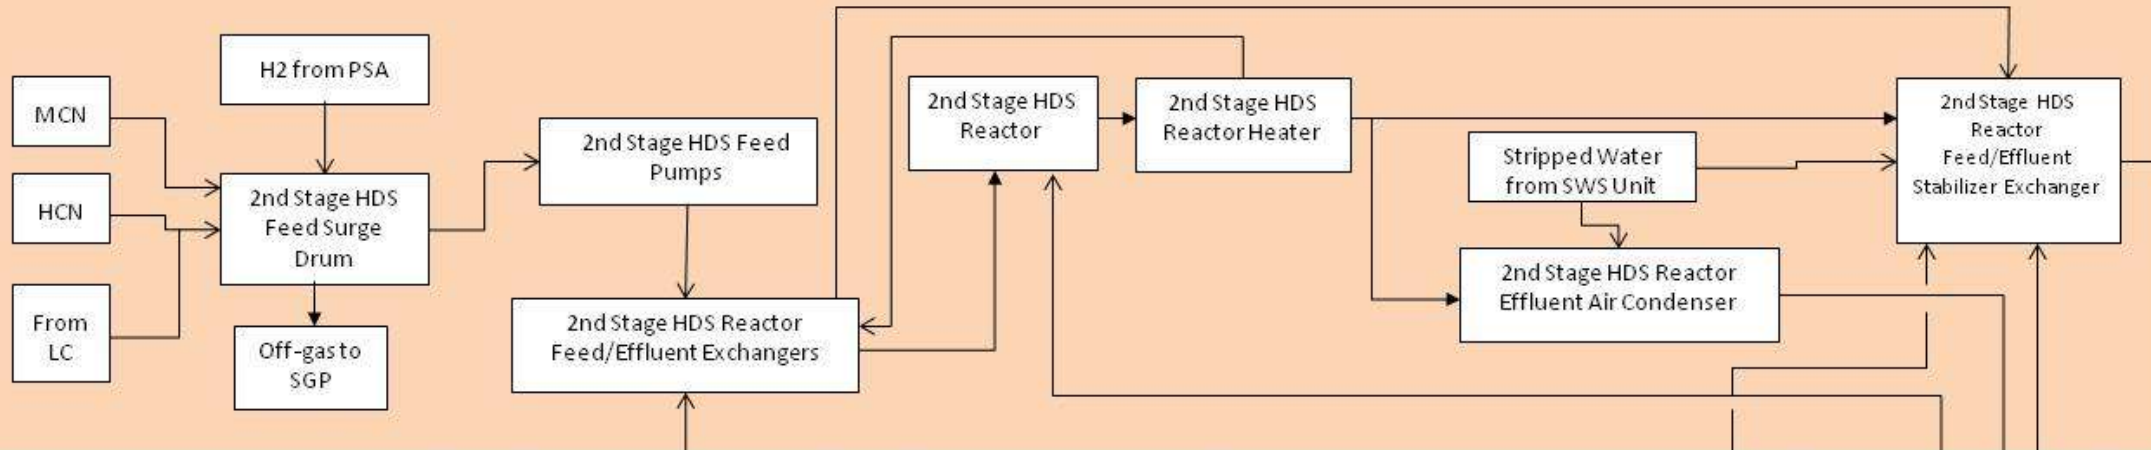 H2 from PSA
MCN
HCN
From
LC
2nd Stage HDS
Feed Surge
Drum
Off-gas to
SGP
2nd Stage HDS Feed
Pumps
2nd Stage HDS Reactor
Feed/Effluent Exchangers
2nd Stage HDS
Reactor
2nd Stage HDS
Reactor Heater
Stripped Water
from SWS Unit
2nd Stage HDS Reactor
Effluent Air Condenser
2nd Stage HDS
Reactor
Feed/Effluent
Stabilizer Exchanger